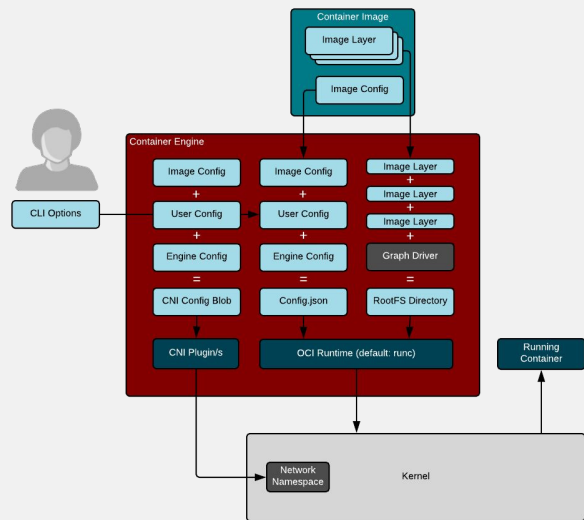 Container Image
Image Layer
Image Config
Container Engine
Image Config
Image Config
Image Layer
+
+
+
Image Layer
+
CLI Options
User Config
User Config
Image Layer
+
+
+
Engine Config
Engine Config
Graph Driver
=
=
=
CNI Config Blob
Config.json
RootFS Directory
CNI Plugin/s
OCI Runtime (default: runc)
Running
Container
Network
Namespace
Kernel